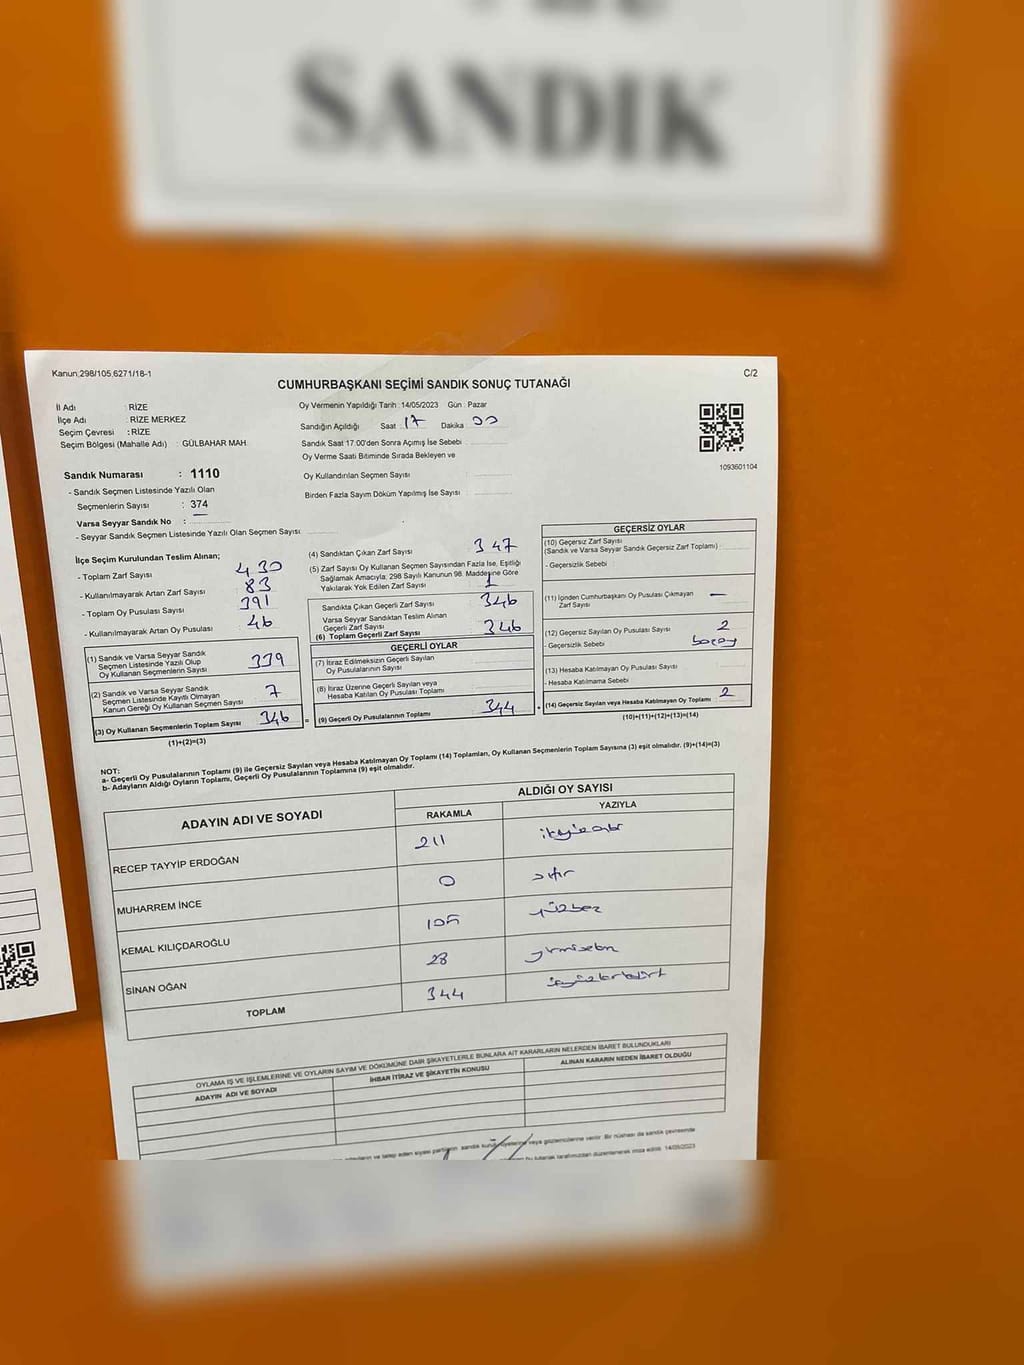 SANDIK
Kanun;298/105,6271/18-1
C/2
CUMHURBAŞKANI SEÇİMİ SANDIK SONUÇ TUTANAĞI
İl Adı : RİZE
İlçe Adı : RİZE MERKEZ
Seçim Çevresi : RİZE
Seçim Bölgesi (Mahalle Adı) : GÜLBAHAR MAH.
Oy Vermenin Yapıldığı Tarih :14/05/2023 Gün : Pazar
Sandığın Açıldığı Saat 17 Dakika 00
Sandık Saat 17.00'den Sonra Açımış İse Sebebi
Oy Verme Saati Bitiminde Sırada Bekleyen ve
Oy Kullandırılan Seçmen Sayısı
Birden Fazla Sayım Döküm Yapılmış İse Sayısı
1093601104
Sandık Numarası : 1110
- Sandık Seçmen Listesinde Yazılı Olan
Seçmenlerin Sayısı : 374
Varsa Seyyar Sandık No :
- Seyyar Sandık Seçmen Listesinde Yazılı Olan Seçmen Sayısı
İlçe Seçim Kurulundan Teslim Alınan;
- Toplam Zarf Sayısı 430
- Kullanılmayarak Artan Zarf Sayısı 83
- Toplam Oy Pusulası Sayısı 391
- Kullanılmayarak Artan Oy Pusulası 46
(1) Sandık ve Varsa Seyyar Sandık
Seçmen Listesinde Yazılı Olup
Oy Kullanan Seçmenlerin Sayısı 339
(2) Sandık ve Varsa Seyyar Sandık
Seçmen Listesinde Kayıtlı Olmayan
Kanun Gereği Oy Kullanan Seçmen Sayısı 7
(3) Oy Kullanan Seçmenlerin Toplam Sayısı 346
(1)+(2)=(3)
(4) Sandıktan Çıkan Zarf Sayısı 347
(5) Zarf Sayısı Oy Kullanan Seçmen Sayısından Fazla İse, Eşitliği
Sağlamak Amacıyla; 298 Sayılı Kanunun 98. Maddesine Göre
Yakılarak Yok Edilen Zarf Sayısı 1
Sandıkta Çıkan Geçerli Zarf Sayısı 346
Varsa Seyyar Sandıktan Teslim Alınan
Geçerli Zarf Sayısı
(6) Toplam Geçerli Zarf Sayısı 346
GEÇERLİ OYLAR
(7) İtiraz Edilmeksizin Geçerli Sayılan
Oy Pusulalarının Sayısı
(8) İtiraz Üzerine Geçerli Sayılan veya
Hesaba Katılan Oy Pusulası Toplamı
= (9) Geçerli Oy Pusulalarının Toplamı 344
GEÇERSİZ OYLAR
(10) Geçersiz Zarf Sayısı
(Sandık ve Varsa Seyyar Sandık Geçersiz Zarf Toplamı)
- Geçersizlik Sebebi
(11) İçinden Cumhurbaşkanı Oy Pusulası Çıkmayan
Zarf Sayısı —
(12) Geçersiz Sayılan Oy Pusulası Sayısı 2
- Geçersizlik Sebebi
(13) Hesaba Katılmayan Oy Pusulası Sayısı
- Hesaba Katılmama Sebebi
+ (14) Geçersiz Sayılan veya Hesaba Katılmayan Oy Toplamı 2
(10)+(11)+(12)+(13)=(14)
NOT:
a- Geçerli Oy Pusulalarının Toplamı (9) ile Geçersiz Sayılan veya Hesaba Katılmayan Oy Toplamı (14) Toplamları, Oy Kullanan Seçmenlerin Toplam Sayısına (3) eşit olmalıdır. (9)+(14)=(3)
b- Adayların Aldığı Oyların Toplamı, Geçerli Oy Pusulalarının Toplamına (9) eşit olmalıdır.
ADAYIN ADI VE SOYADI
ALDIĞI OY SAYISI
RAKAMLA YAZIYLA
RECEP TAYYİP ERDOĞAN 211
MUHARREM İNCE 0 sıfır
KEMAL KILIÇDAROĞLU 105 yüzbeş
SİNAN OĞAN 28 yirmisekiz
TOPLAM 344 üçyüzkırkdört
OYLAMA İŞ VE İŞLEMLERİNE VE OYLARIN SAYIM VE DÖKÜMÜNE DAİR ŞİKAYETLERLE BUNLARA AİT KARARLARIN NELERDEN İBARET BULUNDUKLARI
ADAYIN ADI VE SOYADI İHBAR İTİRAZ VE ŞİKAYETİN KONUSU ALINAN KARARIN NEDEN İBARET OLDUĞU
adayların ve talep eden siyasi partilerin, sandık kurulu üyelerine veya gözlemcilerine verilir. Bir nüshası da sandık çevresinde
bu tutanak tarafımızdan düzenlenerek imza edildi. 14/05/2023